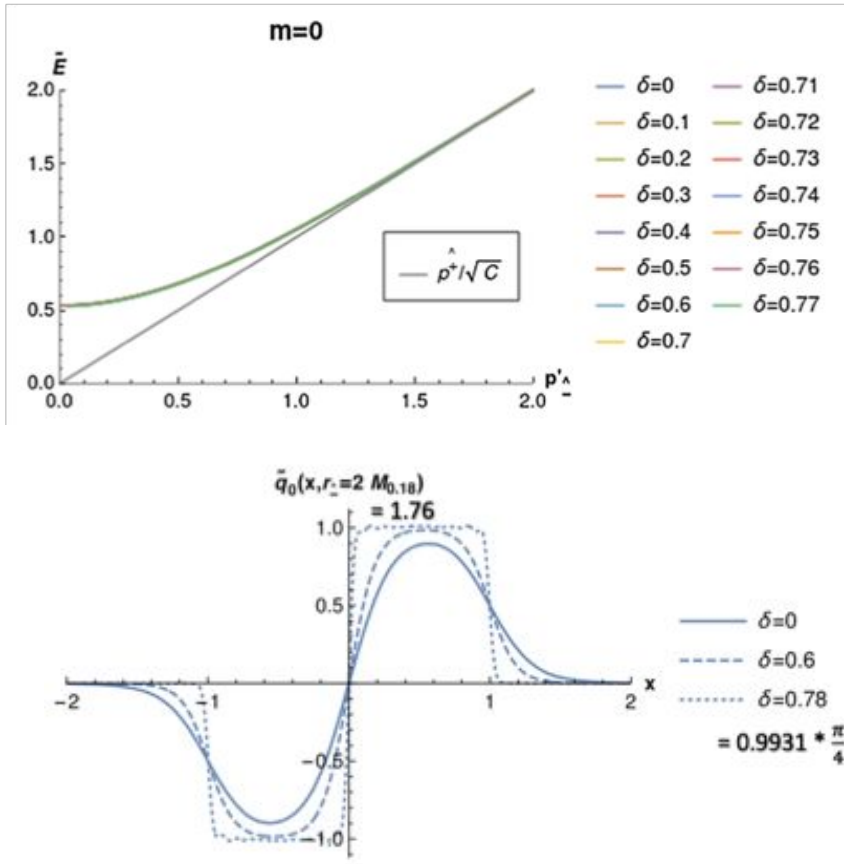 m=0
Ẽ
2.0
1.5
1.0
0.5
0.0
0.0 0.5 1.0 1.5 2.0
p'^-
p^+/√C
δ=0 δ=0.71
δ=0.1 δ=0.72
δ=0.2 δ=0.73
δ=0.3 δ=0.74
δ=0.4 δ=0.75
δ=0.5 δ=0.76
δ=0.6 δ=0.77
δ=0.7
q̃₀(x,r₋̂=2 M₀.₁₈)
= 1.76
1.0
0.5
-2 -1 1 2 x
-0.5
-1.0
δ=0
δ=0.6
δ=0.78
= 0.9931 * π/4